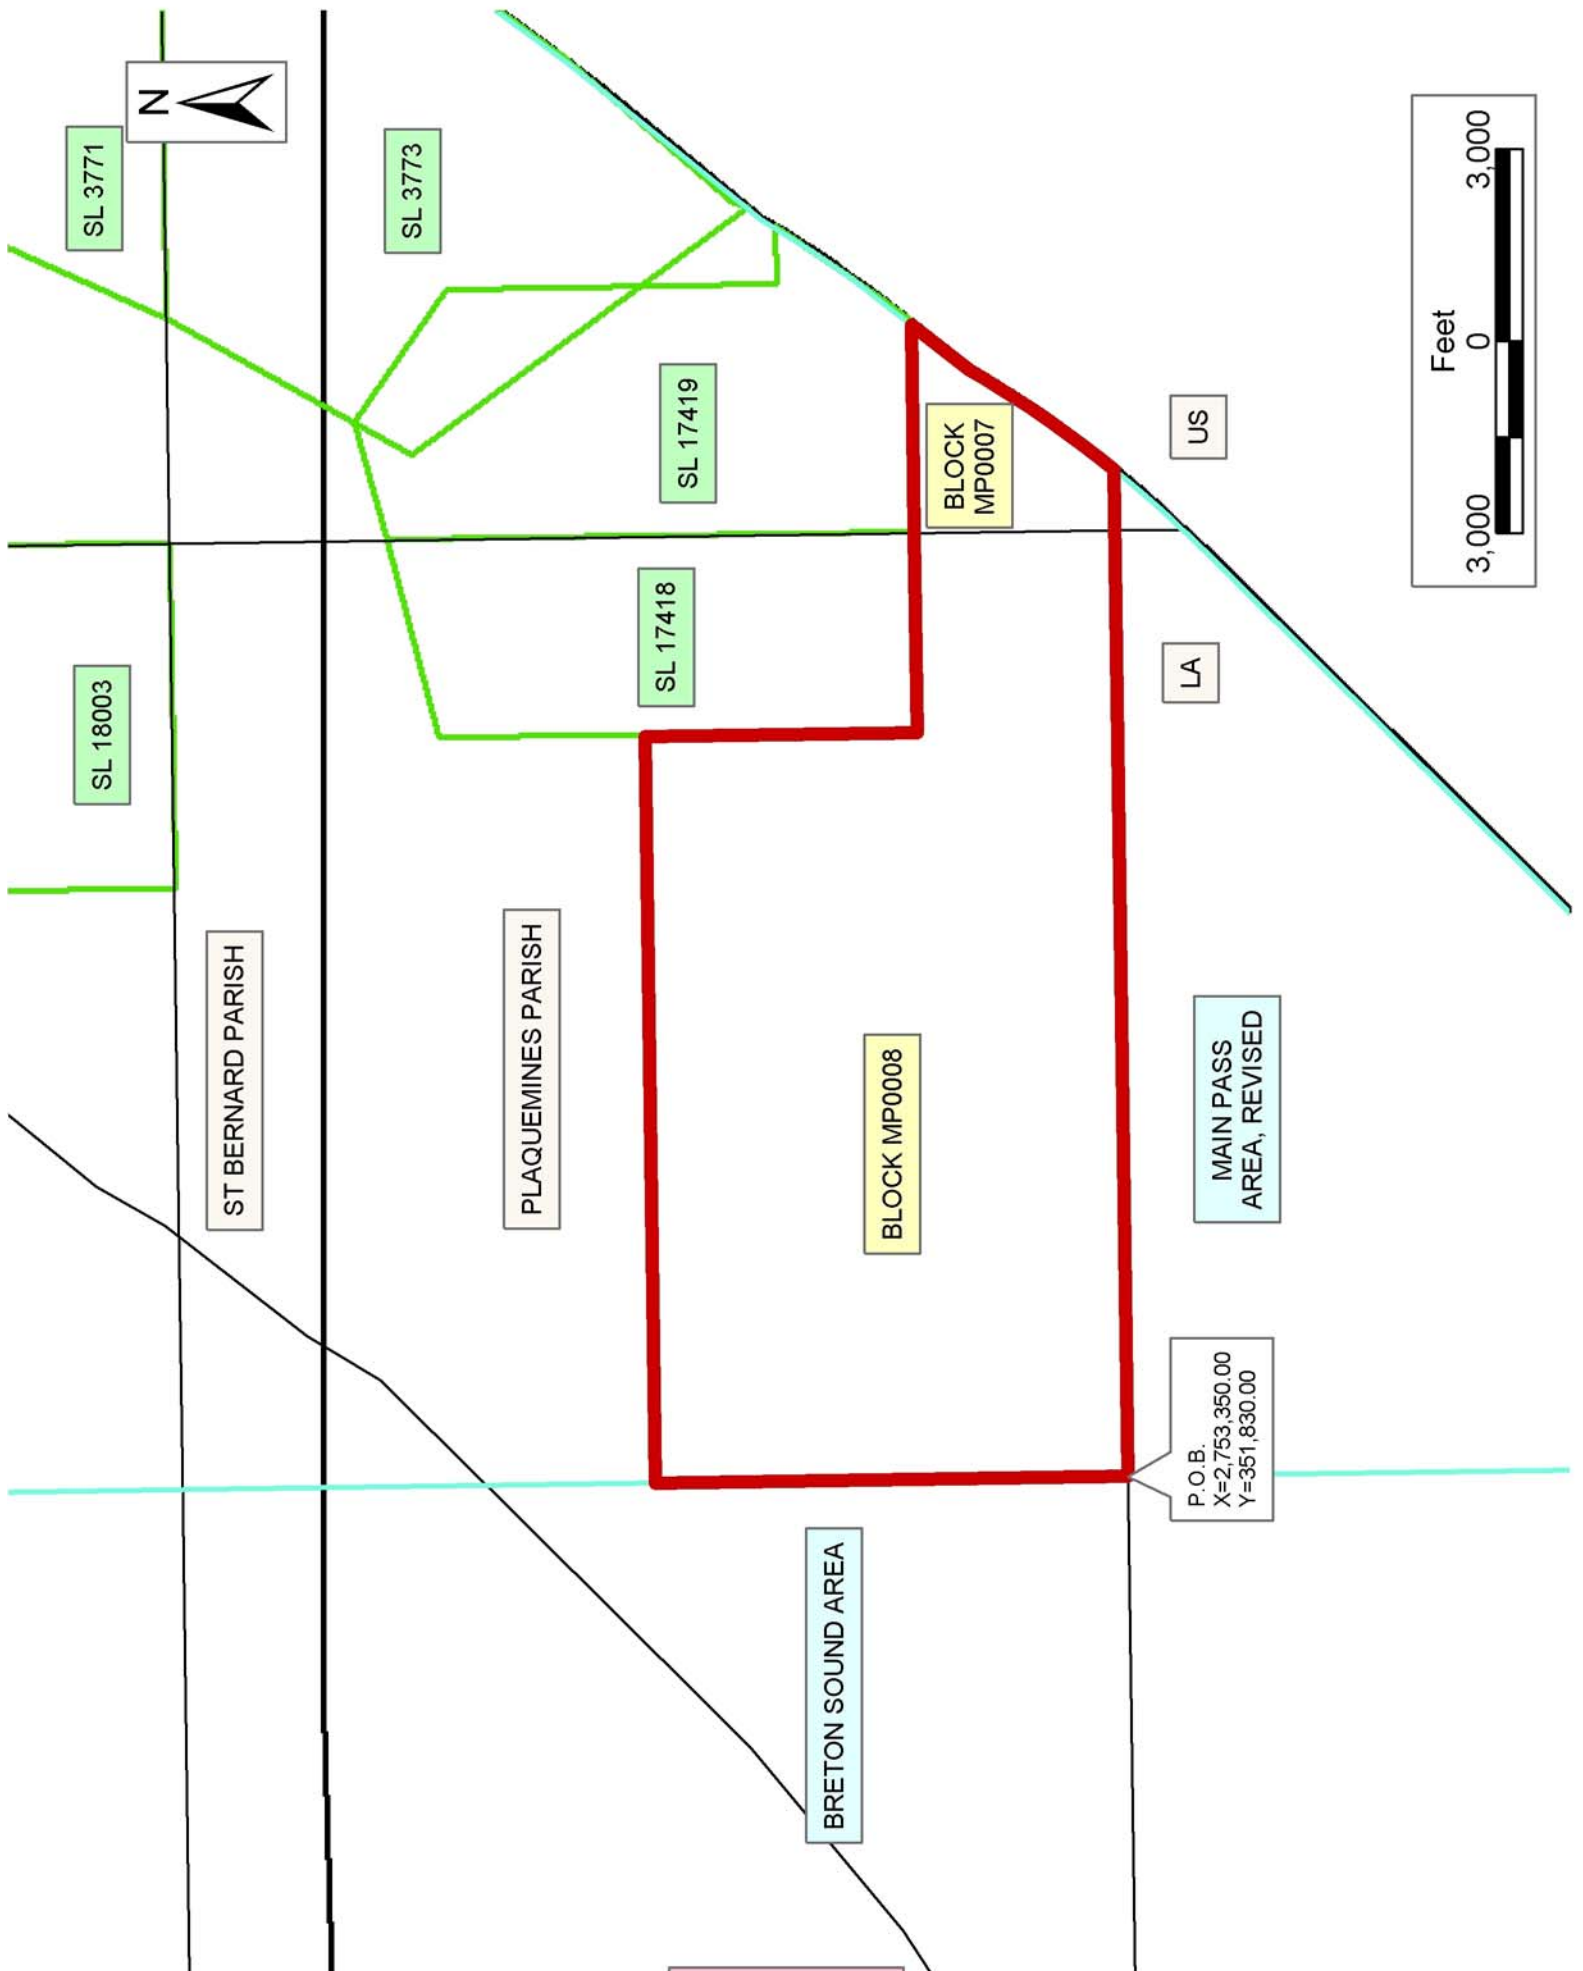 N
SL 3771
SL 3773
SL 18003
SL 17419
SL 17418
ST BERNARD PARISH
PLAQUEMINES PARISH
BLOCK
MP0007
BLOCK MP0008
US
LA
MAIN PASS
AREA, REVISED
BRETON SOUND AREA
P.O.B.
X=2,753,350.00
Y=351,830.00
Feet
3,000 0 3,000